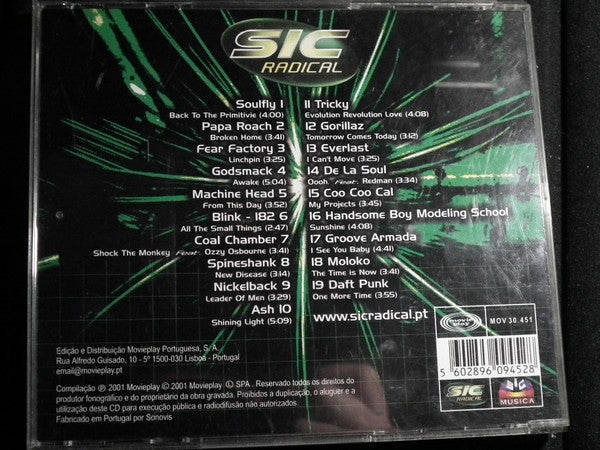 SIC
RADICAL
Soulfly 1
Back To The Primitivie (4:00)
Papa Roach 2
Broken Home (3:41)
Fear Factory 3
Linchpin (3:25)
Godsmack 4
Awake (5:04)
Machine Head 5
From This Day (3:52)
Blink - 182 6
All The Small Things (2:47)
Coal Chamber 7
Shock The Monkey Feat. Ozzy Osbourne (3:41)
Spineshank 8
New Disease (3:14)
Nickelback 9
Leader Of Men (3:29)
Ash 10
Shining Light (5:09)
11 Tricky
Evolution Revolution Love (4:08)
12 Gorillaz
Tomorrow Comes Today (3:12)
13 Everlast
I Can't Move (3:25)
14 De La Soul
Oooh Feat. Redman (3:34)
15 Coo Coo Cal
My Projects (3:45)
16 Handsome Boy Modeling School
Sunshine (4:08)
17 Groove Armada
I See You Baby (4:41)
18 Moloko
The Time is Now (3:41)
19 Daft Punk
One More Time (3:55)
www.sicradical.pt
movie play
MOV 30.451
5 602896 094528
Edição e Distribuição Movieplay Portuguesa, S. A.
Rua Alfredo Guisado, 10 - 5º 1500-030 Lisboa - Portugal
email@movieplay.pt
Compilação ℗ 2001 Movieplay © 2001 Movieplay Ⓛ SPA . Reservado todos os direitos do
produtor fonográfico e do proprietário da obra gravada. Proibidos a duplicação, o aluguer e a
utilização deste CD para execução pública e radiodifusão não autorizados.
Fabricado em Portugal por Sonovis
SIC
RADICAL
SIC
MÚSICA